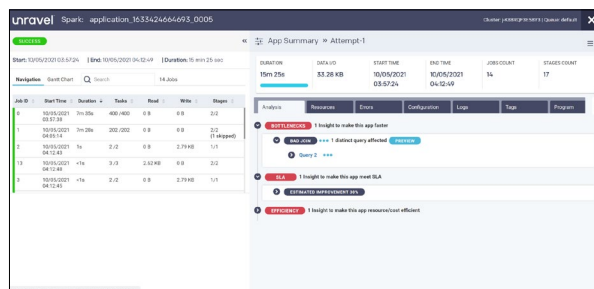 unravel Spark: application_1633424664693_0005
Queue: default X
SUCCESS
«
App Summary » Attempt-1
Start: 10/05/2021 03:57:24 | End: 10/05/2021 04:12:49 | Duration: 15 min 25 sec
DURATION DATA I/O START TIME END TIME JOBS COUNT STAGES COUNT
15m 25s 33.28 KB 10/05/2021 03:57:24 10/05/2021 04:12:49 14 17
Navigation Gantt Chart Search 14 Jobs
Job ID Start Time Duration Tasks Read Write Stages
0 10/05/2021 03:57:38 7m 35s 400 /400 0 B 0 B 2/2
1 10/05/2021 04:05:14 7m 28s 202 /202 0 B 0 B 2/2 (1 skipped)
2 10/05/2021 04:12:43 1s 2 /2 0 B 2.79 KB 1/1
13 10/05/2021 04:12:48 <1s 3 /3 2.62 KB 0 B 2/2
3 10/05/2021 04:12:45 <1s 2 /2 0 B 2.79 KB 1/1
Analysis Resources Errors Configuration Logs Tags Program
BOTTLENECKS 1 Insight to make this app faster
BAD JOIN 1 distinct query affected PREVIEW
Query 2
SLA 1 Insight to make this app meet SLA
ESTIMATED IMPROVEMENT 30%
EFFICIENCY 1 Insight to make this app resource/cost efficient